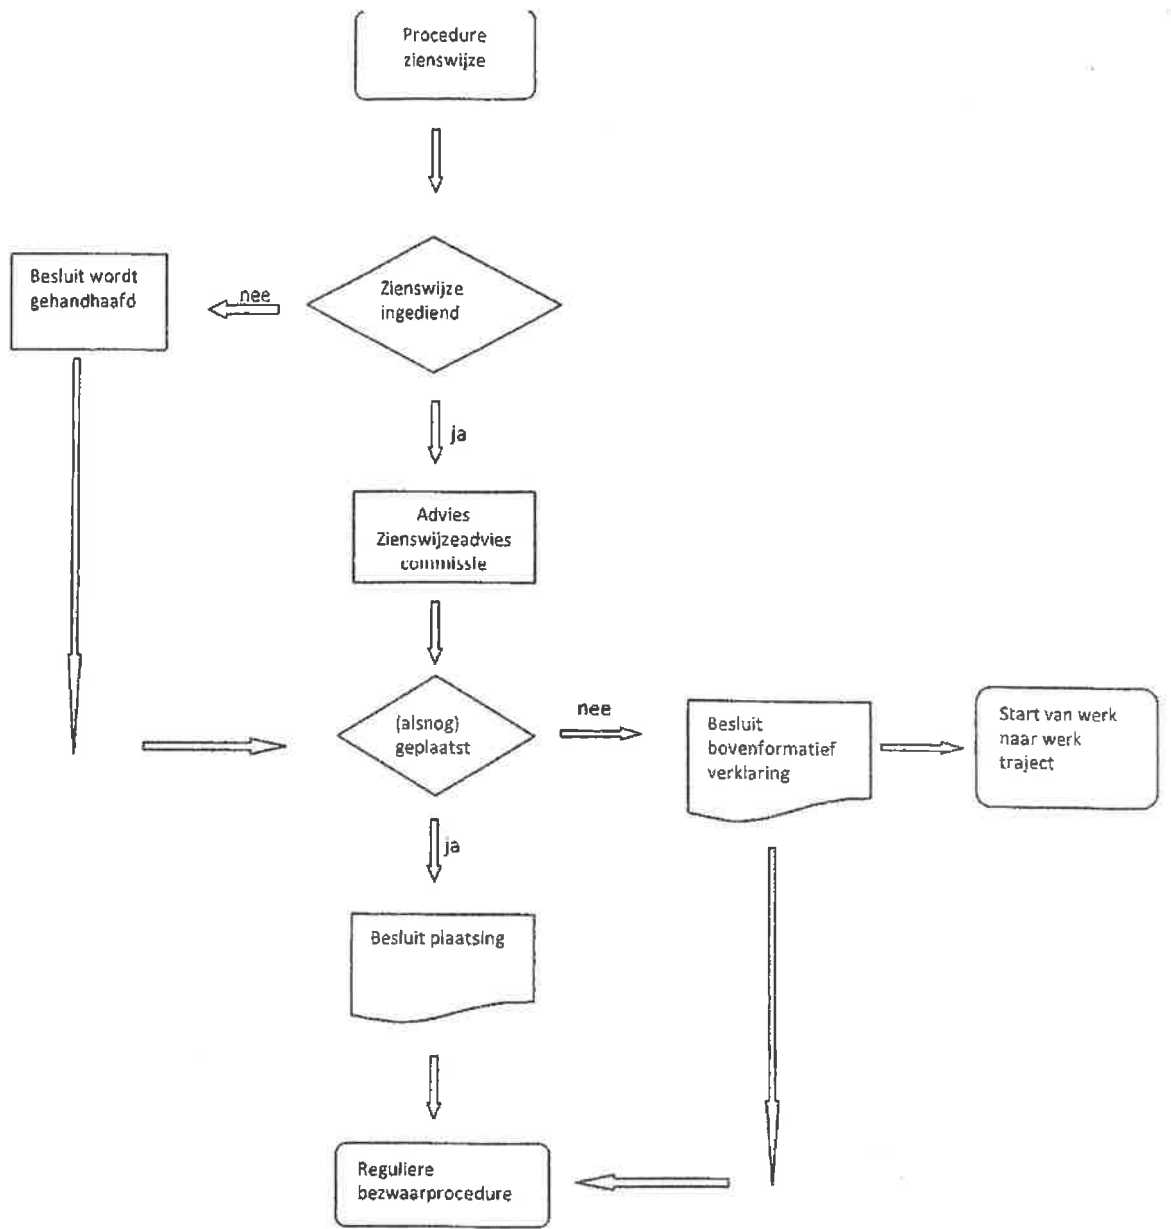 Procedure
zienswijze
Besluit wordt
gehandhaafd
nee
Zienswijze
ingediend
ja
Advies
Zienswijzeadvies
commissie
(alsnog)
geplaatst
nee
Besluit
bovenformatief
verklaring
Start van werk
naar werk
traject
ja
Besluit plaatsing
Reguliere
bezwaarprocedure